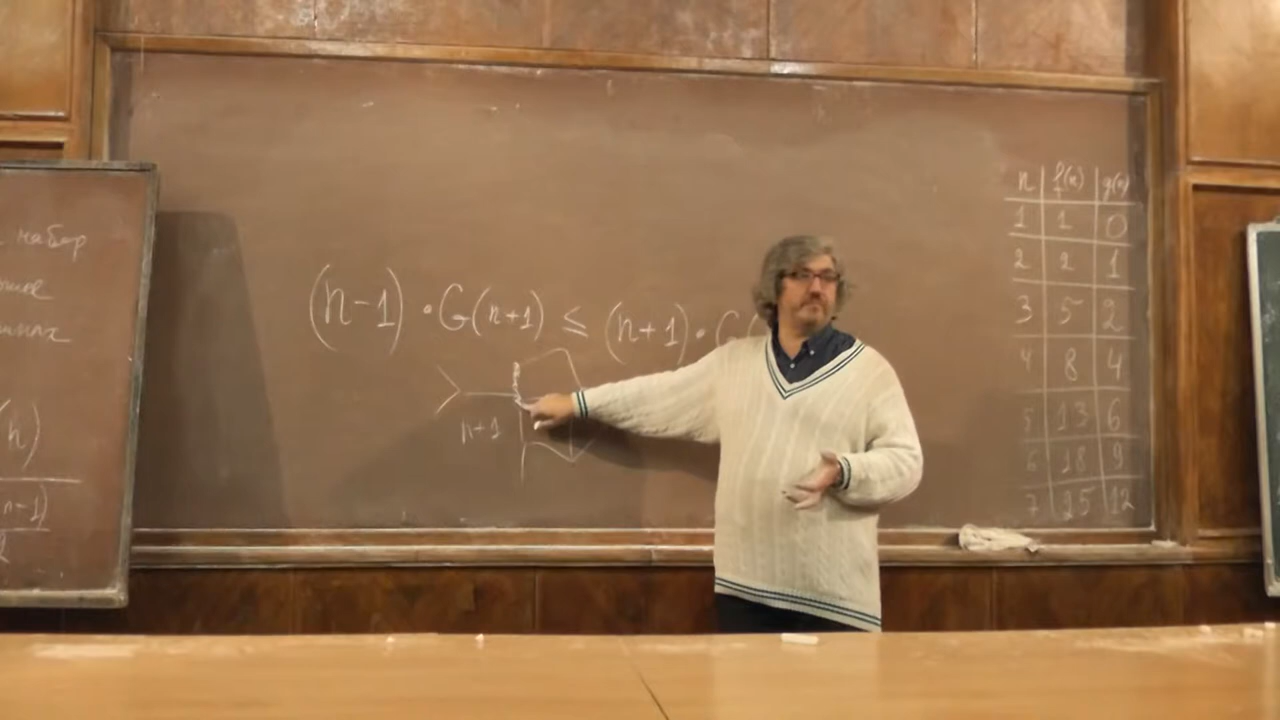 набор
h)
n-1)
2
(n-1)·G(n+1) ≤ (n+1)·G(
n+1
n f(n) g(n)
1 1 0
2 2 1
3 5 2
4 8 4
5 13 6
6 18 9
7 25 12